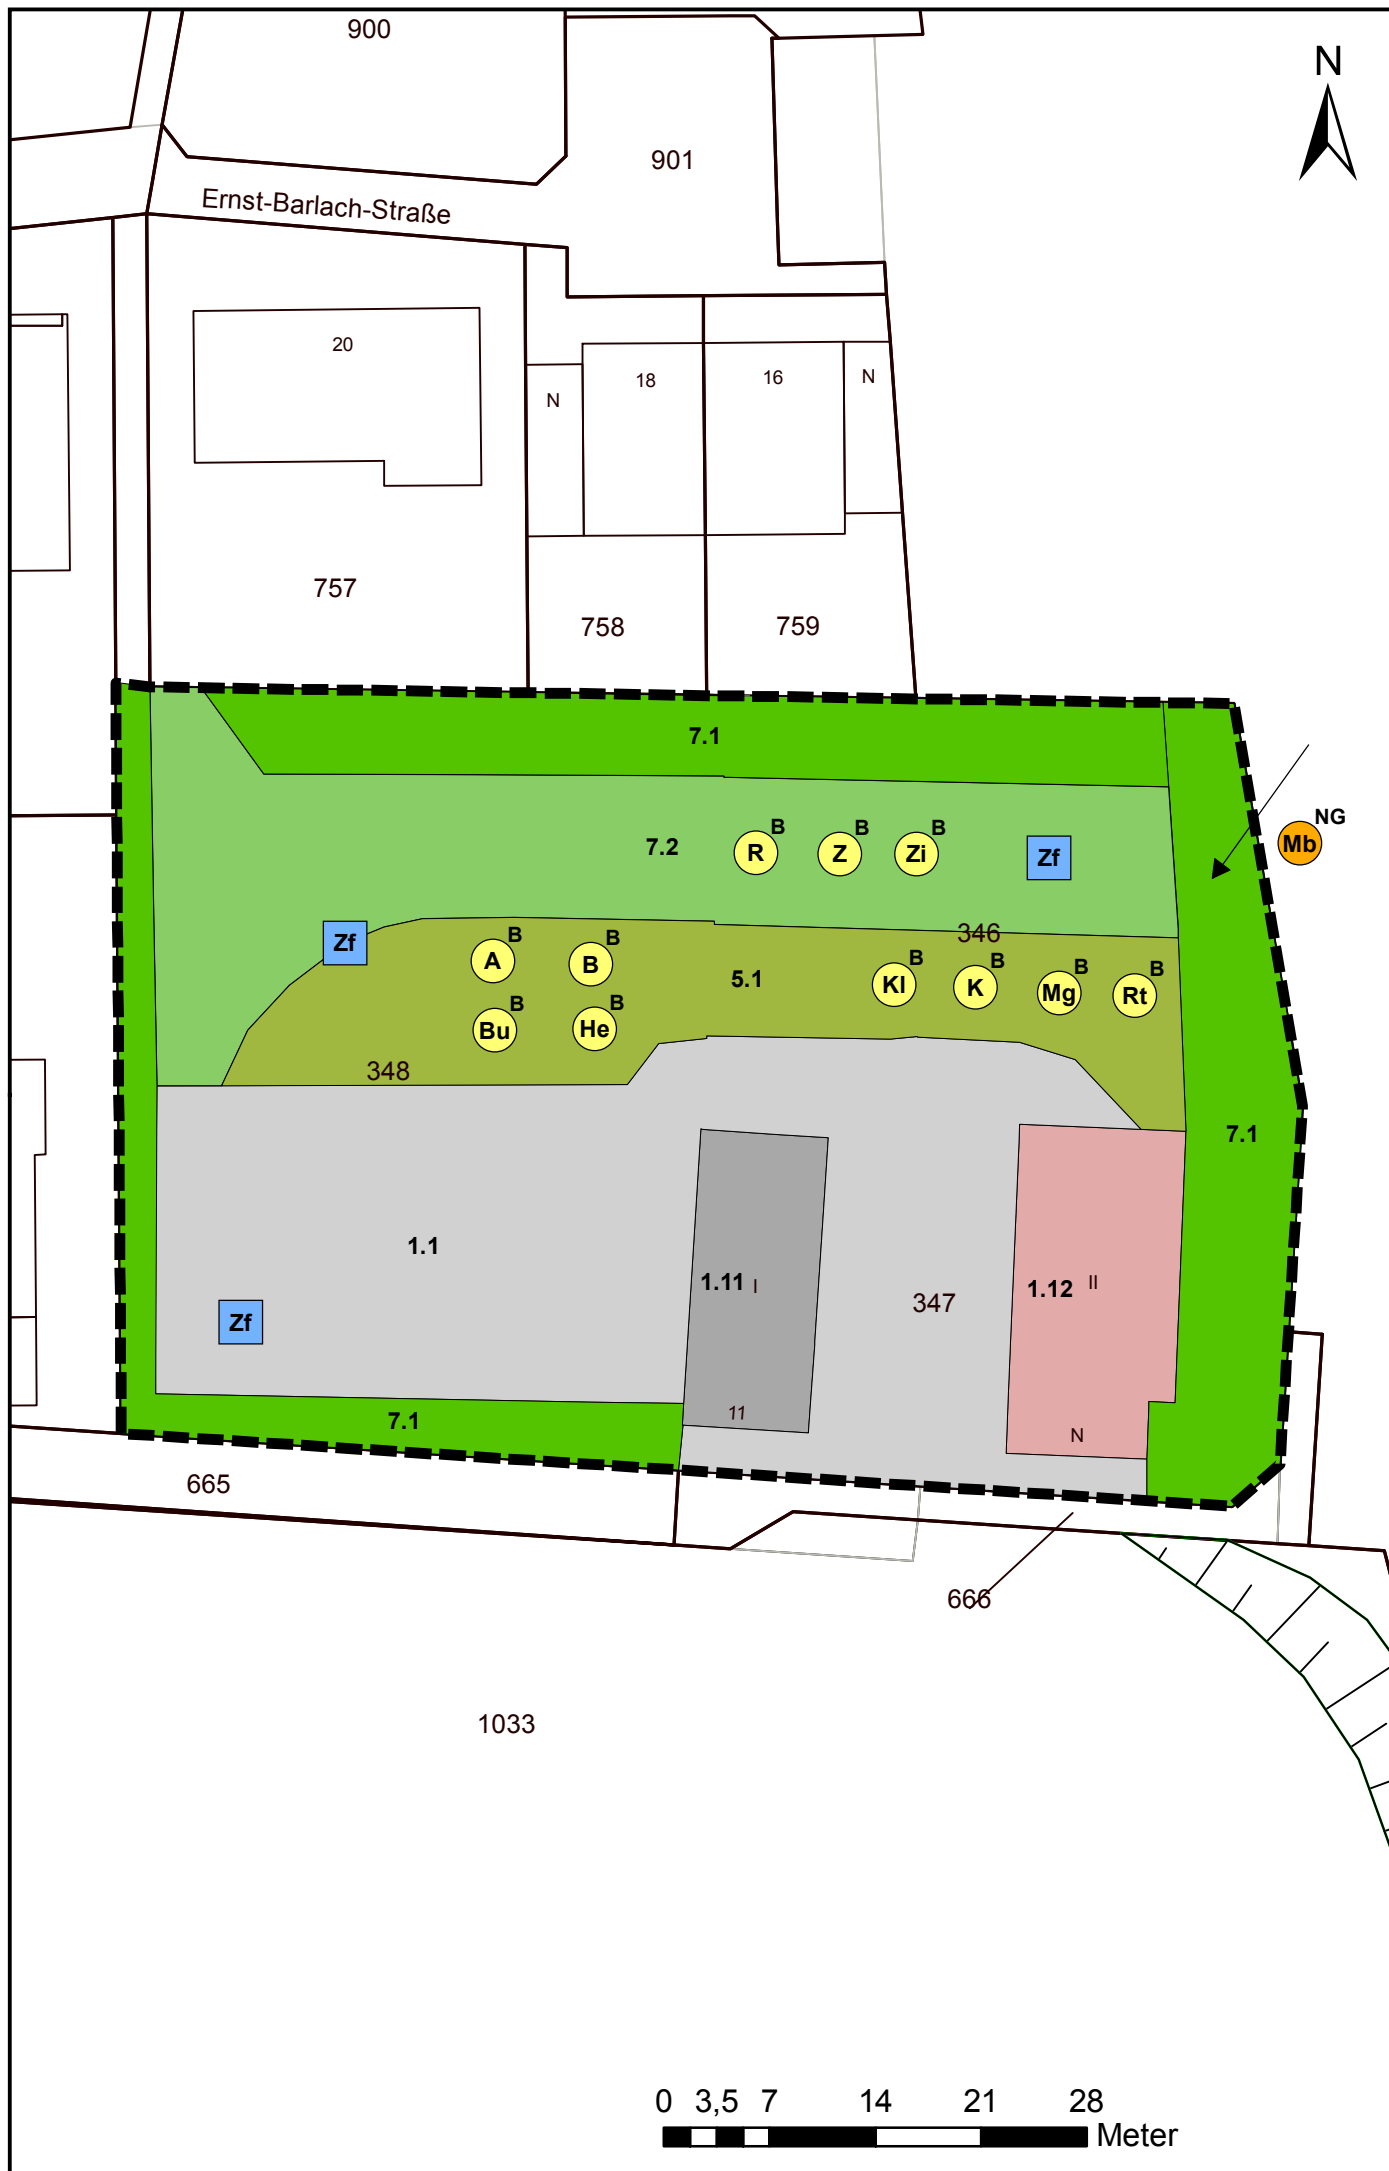 900
N
901
Ernst-Barlach-Straße
20
18
16
N
N
757
758
759
7.1
NG
Mb
7.2
R B
Z B
Zi B
Zf
346
Zf
A B
B B
5.1
Kl B
K B
Mg B
Rt B
Bu B
He B
348
7.1
1.1
1.11 I
1.12 II
347
Zf
11
7.1
N
665
666
1033
0 3,5 7 14 21 28
Meter